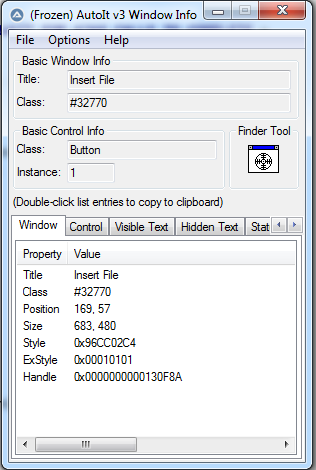 (Frozen) AutoIt v3 Window Info
File Options Help
Basic Window Info
Title: Insert File
Class: #32770
Basic Control Info
Class: Button
Instance: 1
Finder Tool
(Double-click list entries to copy to clipboard)
Window Control Visible Text Hidden Text Stat
Property Value
Title Insert File
Class #32770
Position 169, 57
Size 683, 480
Style 0x96CC02C4
ExStyle 0x00010101
Handle 0x0000000000130F8A